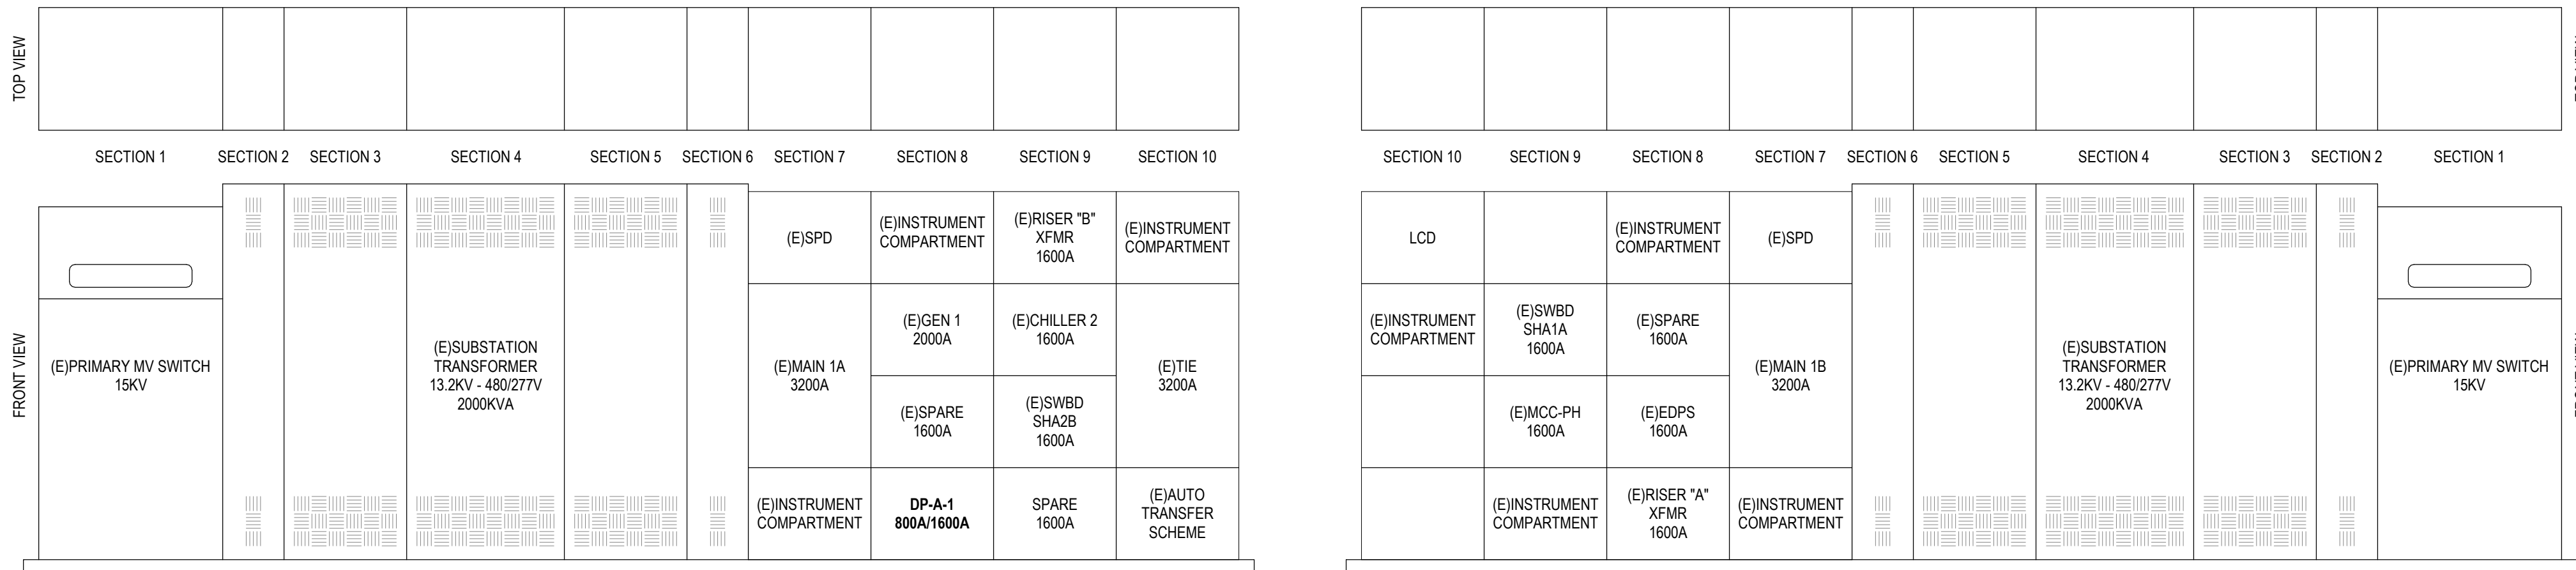 TOP VIEW
SECTION 1
SECTION 2
SECTION 3
SECTION 4
SECTION 5
SECTION 6
SECTION 7
SECTION 8
SECTION 9
SECTION 10
FRONT VIEW
(E)PRIMARY MV SWITCH
15KV
(E)SUBSTATION
TRANSFORMER
13.2KV - 480/277V
2000KVA
(E)SPD
(E)MAIN 1A
3200A
(E)INSTRUMENT
COMPARTMENT
(E)INSTRUMENT
COMPARTMENT
(E)GEN 1
2000A
(E)SPARE
1600A
DP-A-1
800A/1600A
(E)RISER "B"
XFMR
1600A
(E)CHILLER 2
1600A
(E)SWBD
SHA2B
1600A
SPARE
1600A
(E)INSTRUMENT
COMPARTMENT
(E)TIE
3200A
(E)AUTO
TRANSFER
SCHEME
SECTION 10
SECTION 9
SECTION 8
SECTION 7
SECTION 6
SECTION 5
SECTION 4
SECTION 3
SECTION 2
SECTION 1
LCD
(E)INSTRUMENT
COMPARTMENT
(E)SWBD
SHA1A
1600A
(E)MCC-PH
1600A
(E)INSTRUMENT
COMPARTMENT
(E)INSTRUMENT
COMPARTMENT
(E)SPARE
1600A
(E)EDPS
1600A
(E)RISER "A"
XFMR
1600A
(E)SPD
(E)MAIN 1B
3200A
(E)INSTRUMENT
COMPARTMENT
(E)SUBSTATION
TRANSFORMER
13.2KV - 480/277V
2000KVA
(E)PRIMARY MV SWITCH
15KV